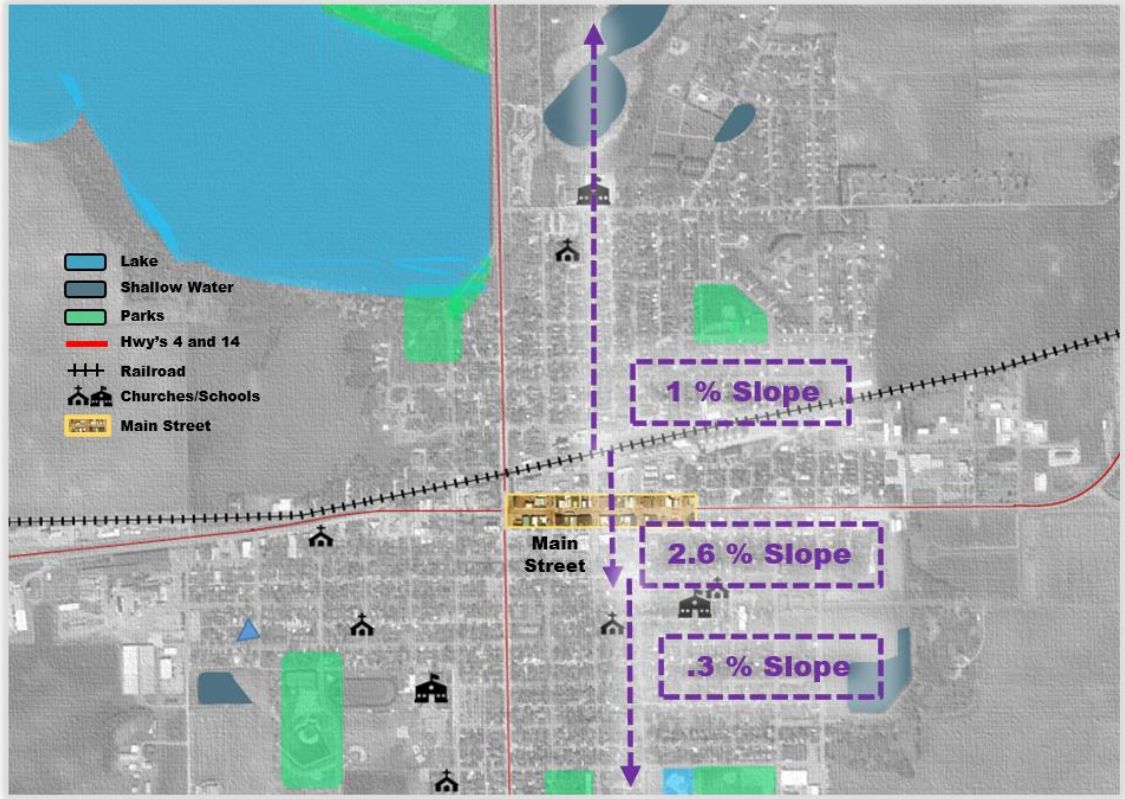 Lake
Shallow Water
Parks
Hwy's 4 and 14
Railroad
Churches/Schools
Main Street
1 % Slope
Main
Street
2.6 % Slope
.3 % Slope